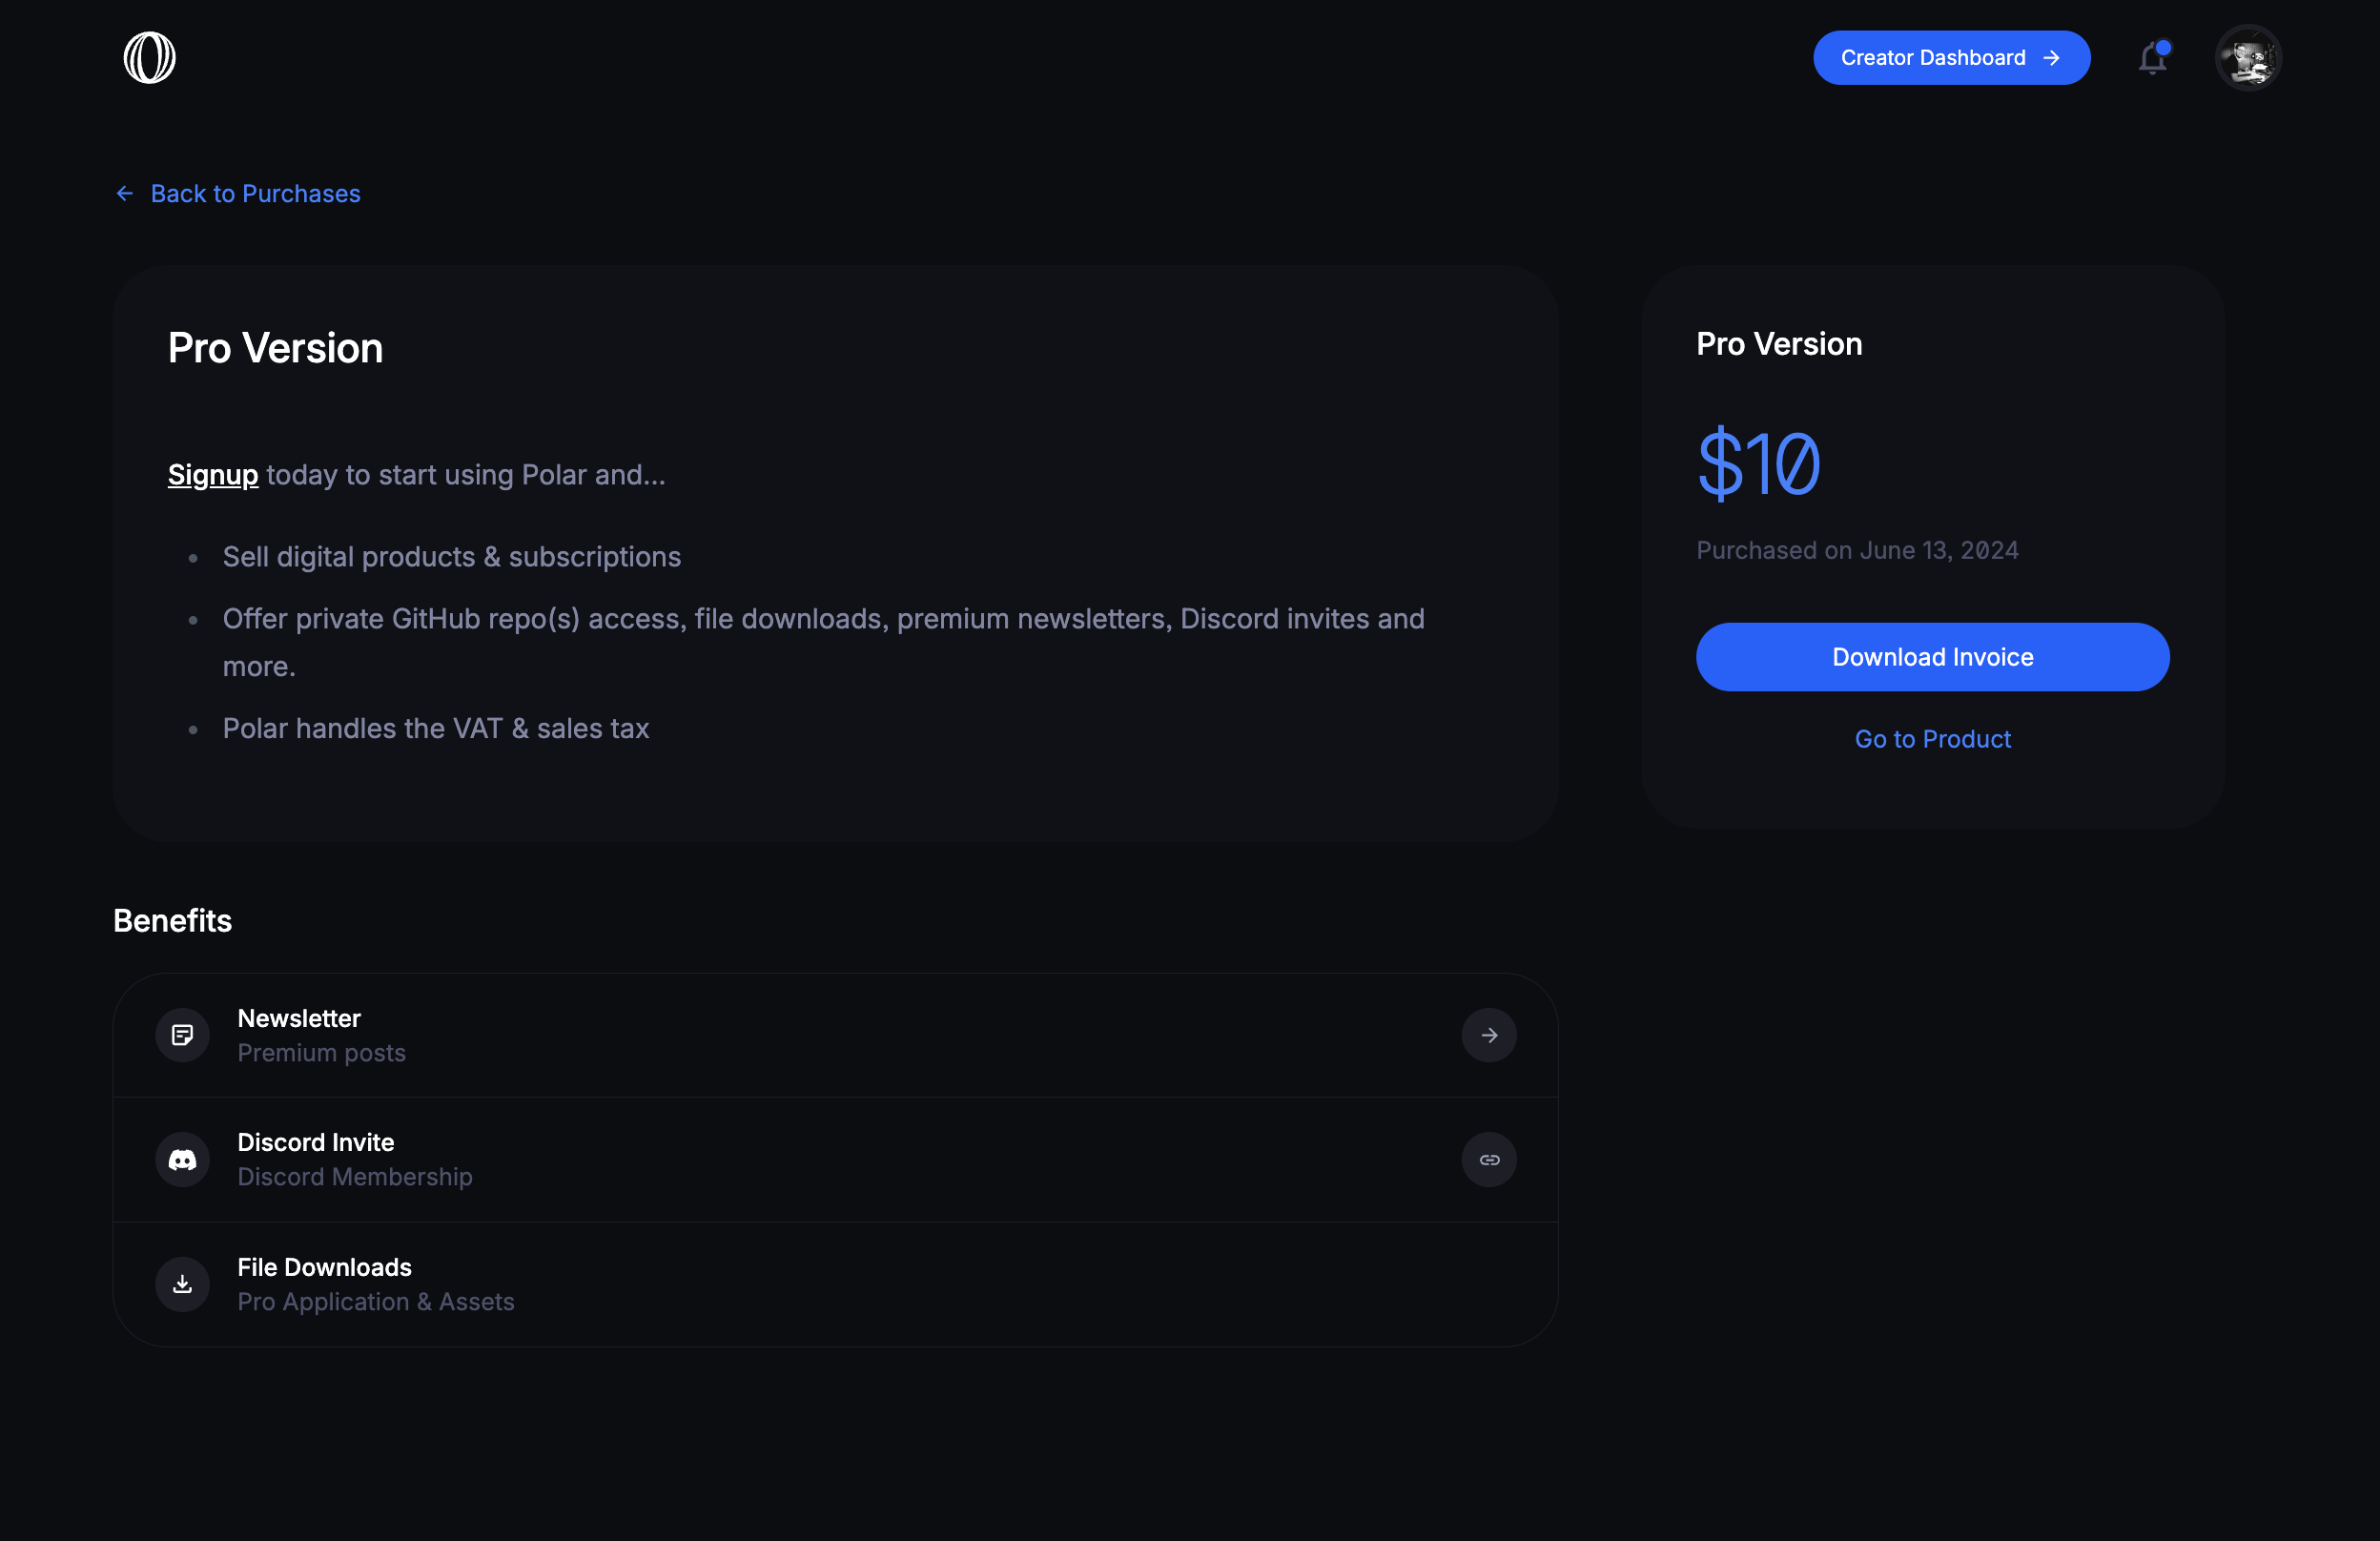 Creator Dashboard
Back to Purchases
Pro Version
Signup today to start using Polar and...
Sell digital products & subscriptions
Offer private GitHub repo(s) access, file downloads, premium newsletters, Discord invites and
more.
Polar handles the VAT & sales tax
Pro Version
$10
Purchased on June 13, 2024
Download Invoice
Go to Product
Benefits
Newsletter
Premium posts
Discord Invite
Discord Membership
File Downloads
Pro Application & Assets